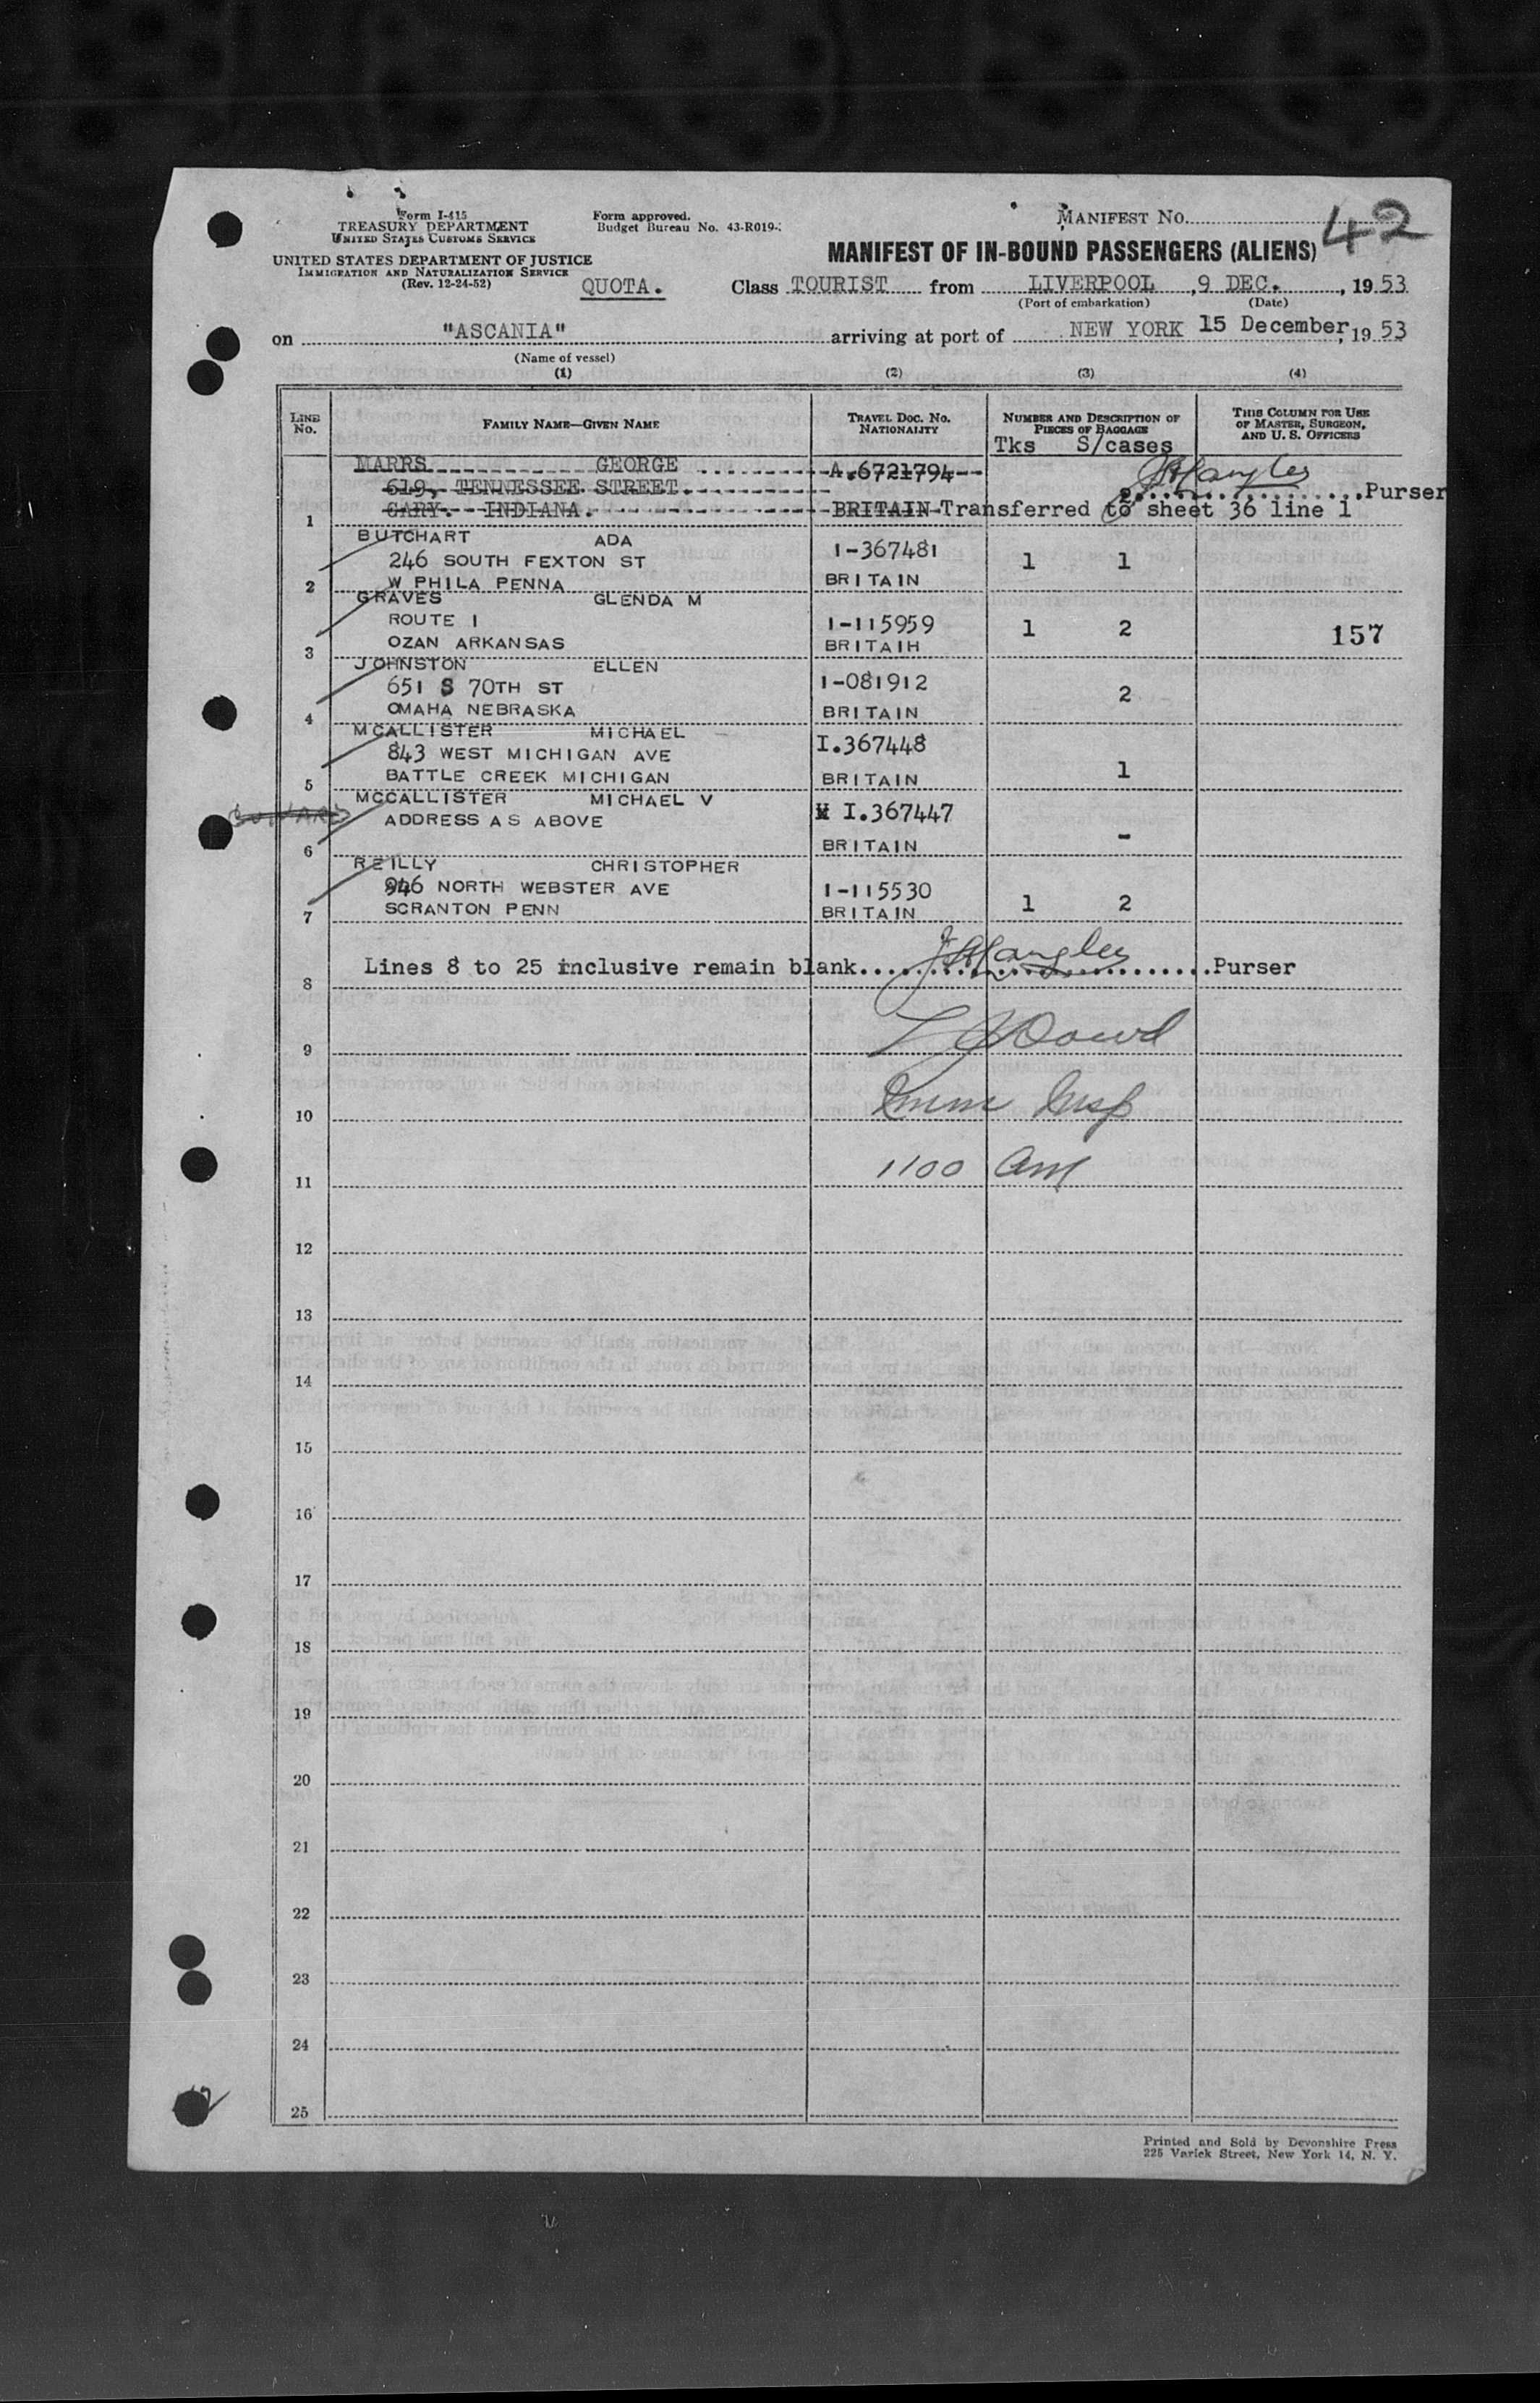 Form I-415
TREASURY DEPARTMENT
UNITED STATES CUSTOMS SERVICE
UNITED STATES DEPARTMENT OF JUSTICE
IMMIGRATION AND NATURALIZATION SERVICE
(Rev. 12-24-52)
Form approved.
Budget Bureau No. 43-R019-
MANIFEST NO. 42
MANIFEST OF IN-BOUND PASSENGERS (ALIENS)
QUOTA. Class TOURIST from LIVERPOOL, 9 DEC., 1953
(Port of embarkation) (Date)
on "ASCANIA" arriving at port of NEW YORK 15 December, 1953
(Name of vessel)
(1) (2) (3) (4)
LINE NO. FAMILY NAME—GIVEN NAME TRAVEL DOC. NO. NATIONALITY NUMBER AND DESCRIPTION OF PIECES OF BAGGAGE THIS COLUMN FOR USE OF MASTER, SURGEON, AND U. S. OFFICERS
Tks S/cases
MARRS GEORGE A.6721794
619, TENNESSEE STREET. Purser
1 GARY. INDIANA. BRITAIN Transferred to sheet 36 line 1
BUTCHART ADA 1-367481
246 SOUTH FEXTON ST 1 1
2 W PHILA PENNA BRITAIN
GRAVES GLENDA M
ROUTE 1 1-115959 1 2 157
3 OZAN ARKANSAS BRITAIH
JOHNSTON ELLEN
651 S 70TH ST 1-081912 2
4 OMAHA NEBRASKA BRITAIN
MCALLISTER MICHAEL
843 WEST MICHIGAN AVE I.367448
5 BATTLE CREEK MICHIGAN BRITAIN 1
MCCALLISTER MICHAEL V
ADDRESS AS ABOVE I.367447
6 BRITAIN -
REILLY CHRISTOPHER
946 NORTH WEBSTER AVE 1-115530
7 SCRANTON PENN BRITAIN 1 2
8 Lines 8 to 25 inclusive remain blank Purser
9
10 Imm Insp
11 1100 am
12
13
14
15
16
17
18
19
20
21
22
23
24
25
Printed and Sold by Devonshire Press
225 Varick Street, New York 14, N. Y.